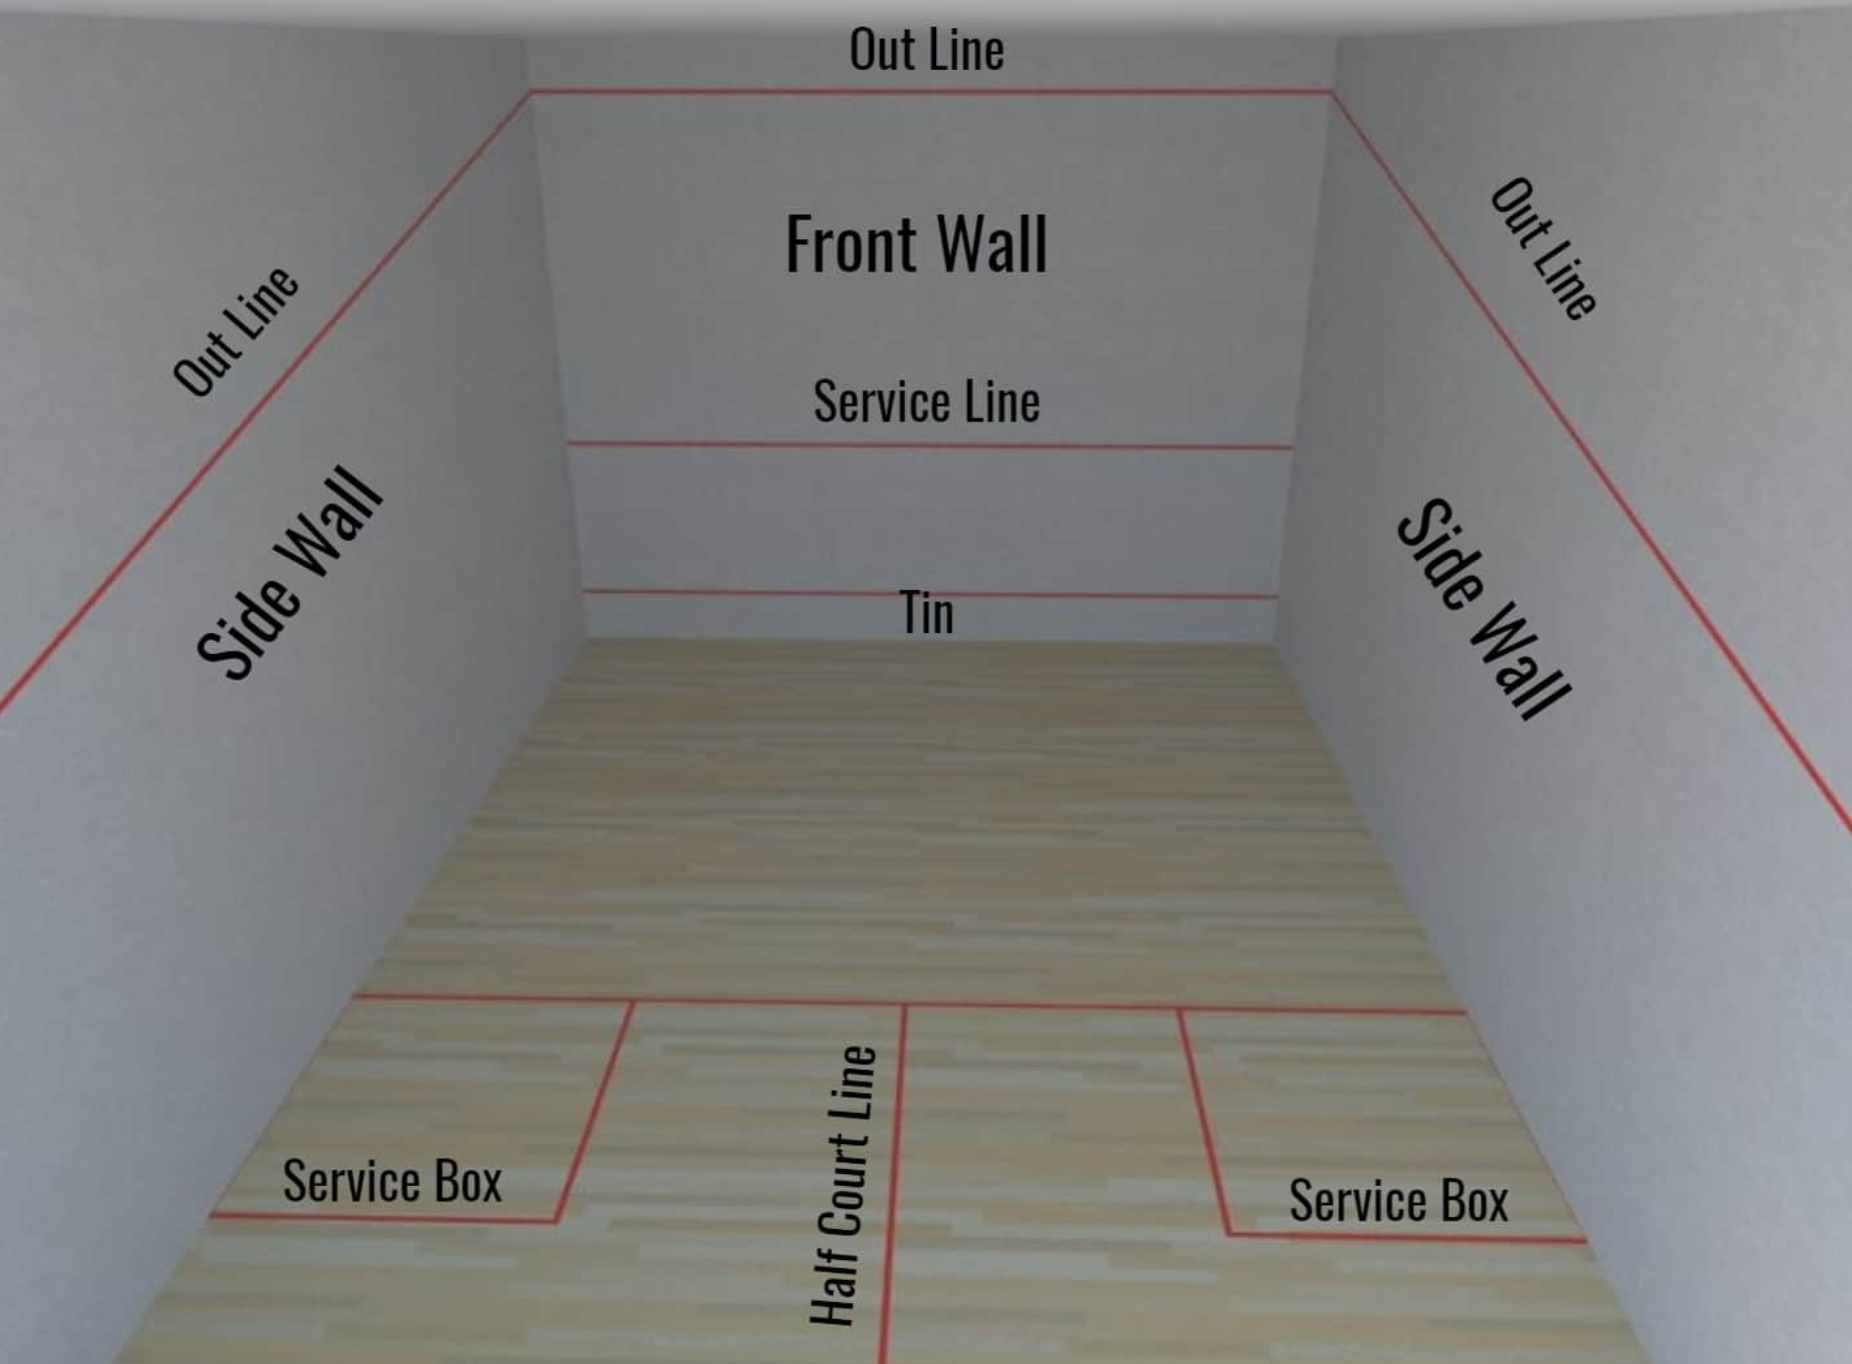 Out Line
Front Wall
Out Line
Out Line
Service Line
Side Wall
Side Wall
Tin
Half Court Line
Service Box
Service Box